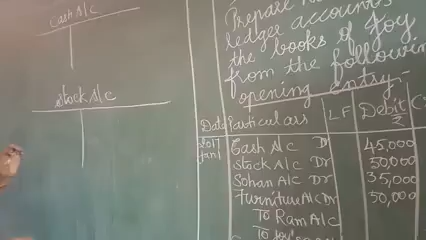 Cash A/c
Stock A/c
Prepare
ledger accounts
the books of Joy
from the following
opening entry:-
Date Particulars L F Debit ₹
2017
Jan 1 Cash A/c Dr 45,000
Stock A/c Dr 50,000
Sohan A/c Dr 35,000
Furniture A/c Dr 50,000
To Ram A/c
To Joy's